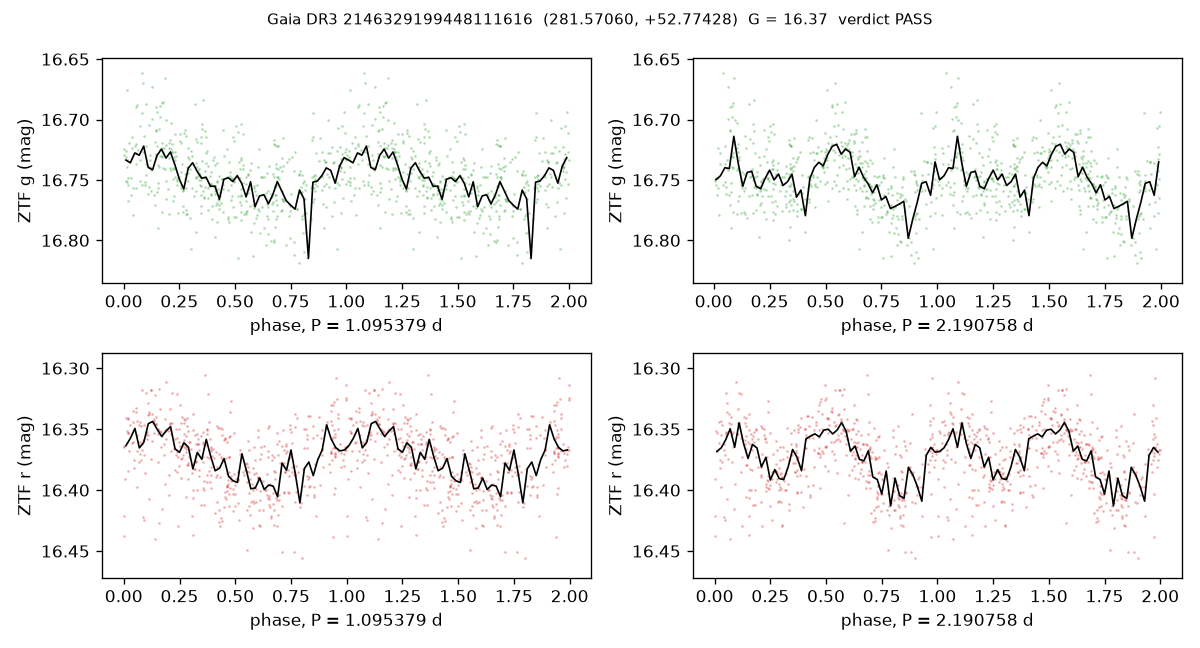 Gaia DR3 2146329199448111616  (281.57060, +52.77428)  G = 16.37  verdict PASS
16.65
16.70
16.75
16.80
ZTF g (mag)
0.00 0.25 0.50 0.75 1.00 1.25 1.50 1.75 2.00
phase, P = 1.095379 d
16.65
16.70
16.75
16.80
ZTF g (mag)
0.00 0.25 0.50 0.75 1.00 1.25 1.50 1.75 2.00
phase, P = 2.190758 d
16.30
16.35
16.40
16.45
ZTF r (mag)
0.00 0.25 0.50 0.75 1.00 1.25 1.50 1.75 2.00
phase, P = 1.095379 d
16.30
16.35
16.40
16.45
ZTF r (mag)
0.00 0.25 0.50 0.75 1.00 1.25 1.50 1.75 2.00
phase, P = 2.190758 d